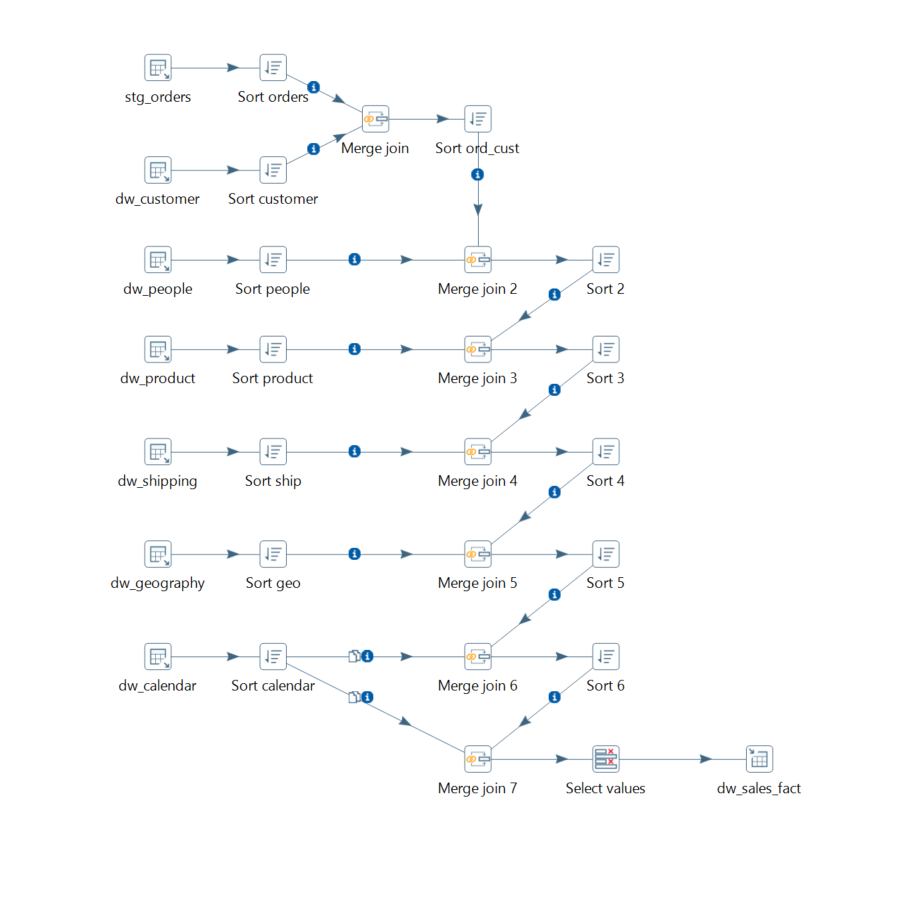 stg_orders
Sort orders
Merge join
Sort ord_cust
dw_customer
Sort customer
dw_people
Sort people
Merge join 2
Sort 2
dw_product
Sort product
Merge join 3
Sort 3
dw_shipping
Sort ship
Merge join 4
Sort 4
dw_geography
Sort geo
Merge join 5
Sort 5
dw_calendar
Sort calendar
Merge join 6
Sort 6
Merge join 7
Select values
dw_sales_fact